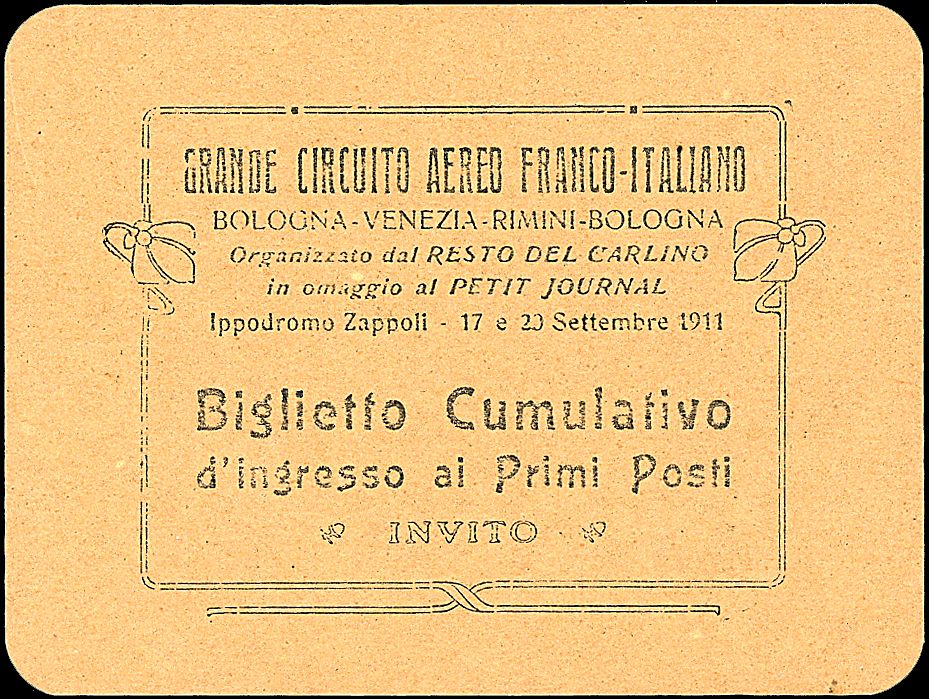 GRANDE CIRCUITO AEREO FRANCO-ITALIANO
BOLOGNA-VENEZIA-RIMINI-BOLOGNA
Organizzato dal RESTO DEL CARLINO
in omaggio al PETIT JOURNAL
Ippodromo Zappoli - 17 e 20 Settembre 1911
Biglietto Cumulativo
d'ingresso ai Primi Posti
INVITO